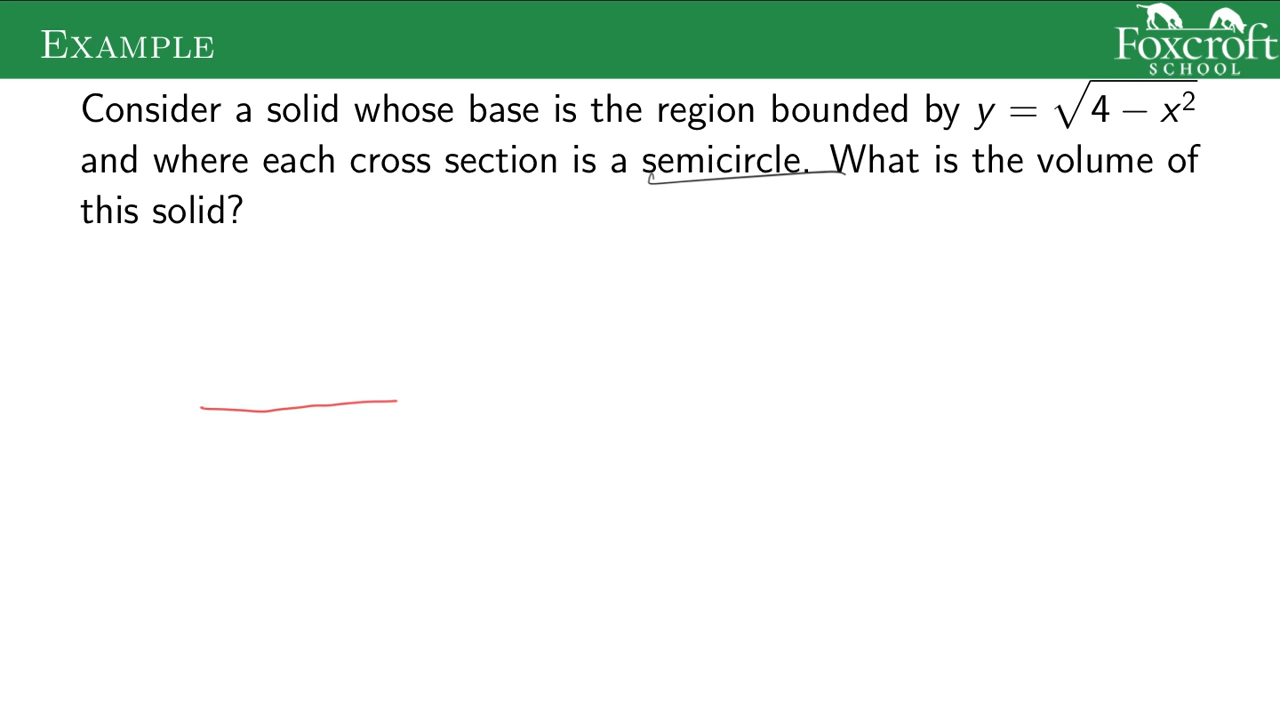 EXAMPLE
Foxcroft
SCHOOL
Consider a solid whose base is the region bounded by y = √(4 − x²)
and where each cross section is a semicircle. What is the volume of
this solid?